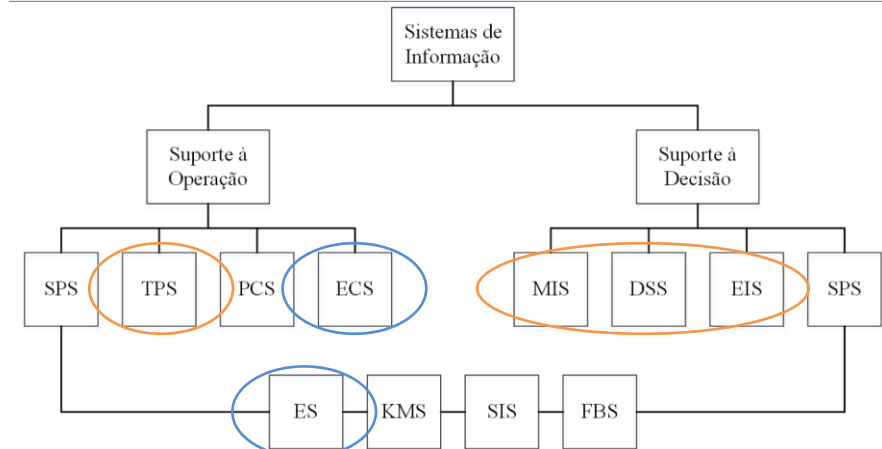 Sistemas de
Informação
Suporte à
Operação
Suporte à
Decisão
SPS
TPS
PCS
ECS
MIS
DSS
EIS
SPS
ES
KMS
SIS
FBS